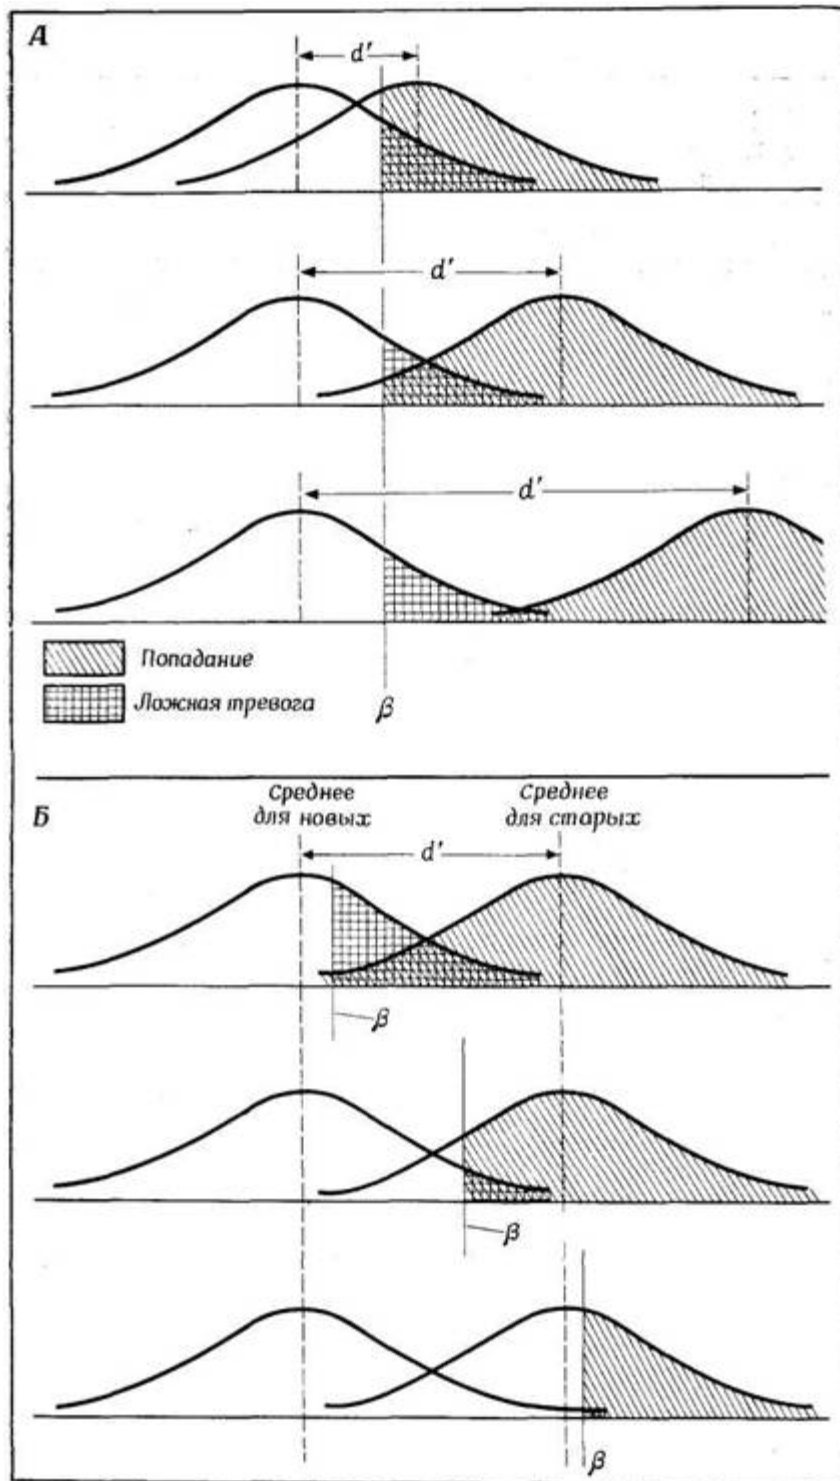 А
d′
d′
d′
Попадание
Ложная тревога
β
Б
Среднее
для новых
Среднее
для старых
d′
β
β
β